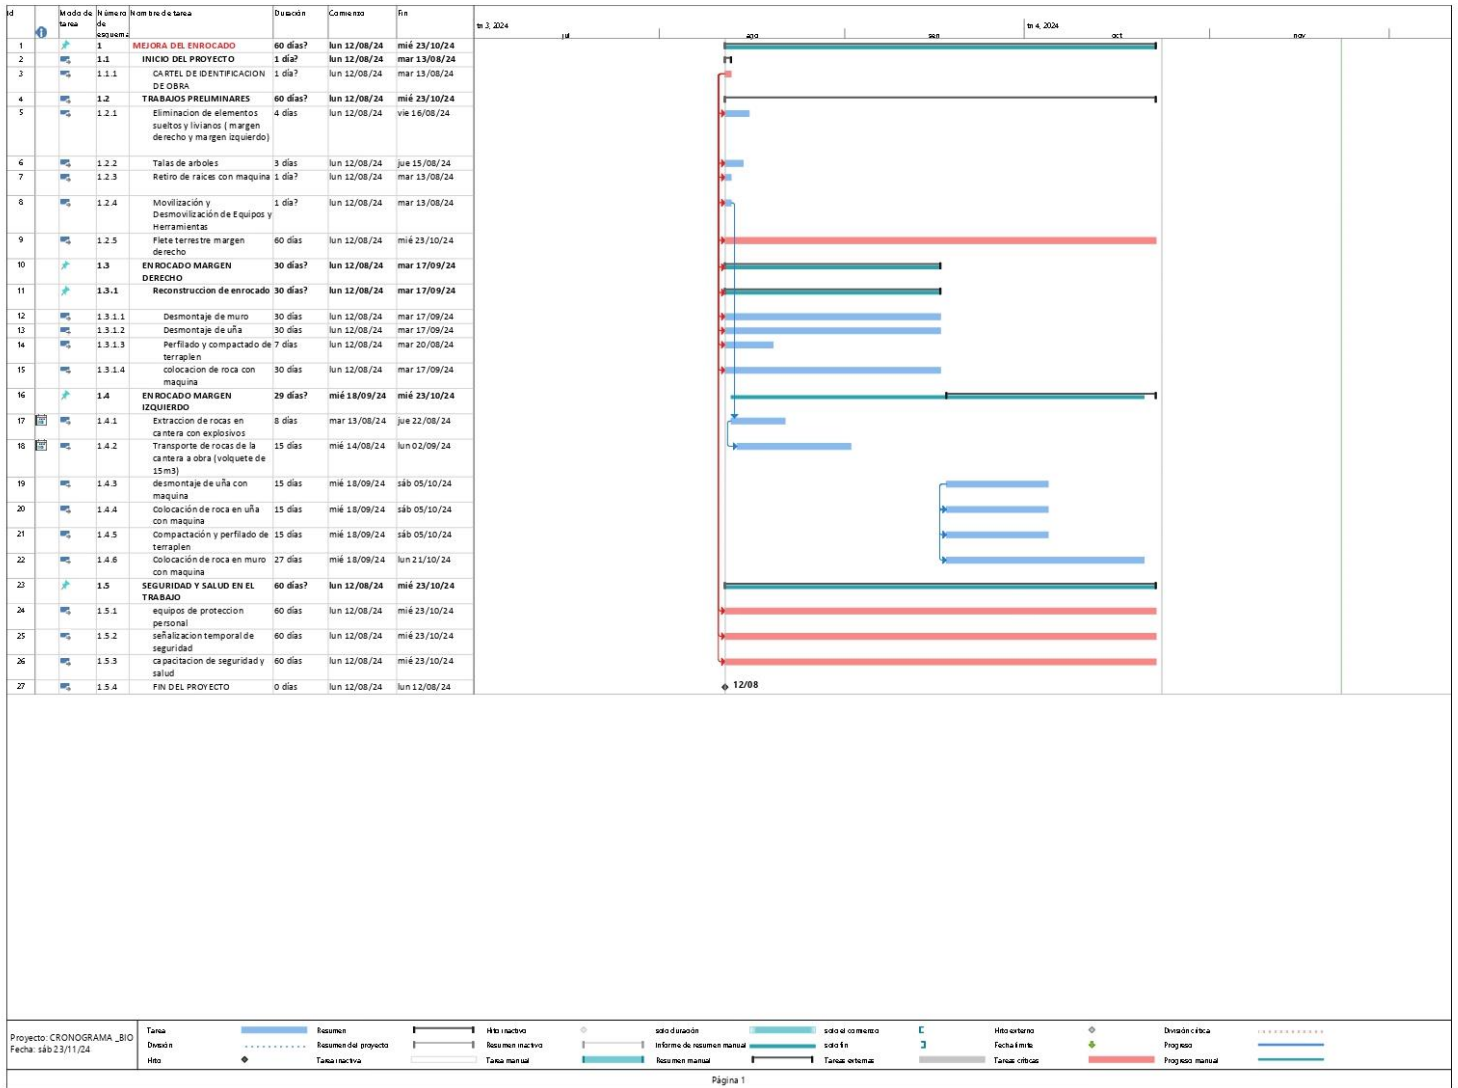 Id
Modo de tarea
Número de esquema
Nombre de tarea
Duración
Comienzo
Fin
tri 3, 2024
tri 4, 2024
jul
ago
sep
oct
nov
1 1 MEJORA DEL ENROCADO 60 días? lun 12/08/24 mié 23/10/24
2 1.1 INICIO DEL PROYECTO 1 día? lun 12/08/24 mar 13/08/24
3 1.1.1 CARTEL DE IDENTIFICACION 1 día? lun 12/08/24 mar 13/08/24
DE OBRA
4 1.2 TRABAJOS PRELIMINARES 60 días? lun 12/08/24 mié 23/10/24
5 1.2.1 Eliminacion de elementos 4 días lun 12/08/24 vie 16/08/24
sueltos y livianos ( margen
derecho y margen izquierdo)
6 1.2.2 Talas de arboles 3 días lun 12/08/24 jue 15/08/24
7 1.2.3 Retiro de raices con maquina 1 día? lun 12/08/24 mar 13/08/24
8 1.2.4 Movilización y 1 día? lun 12/08/24 mar 13/08/24
Desmovilización de Equipos y
Herramientas
9 1.2.5 Flete terrestre margen 60 días lun 12/08/24 mié 23/10/24
derecho
10 1.3 ENROCADO MARGEN 30 días? lun 12/08/24 mar 17/09/24
DERECHO
11 1.3.1 Reconstruccion de enrocado 30 días? lun 12/08/24 mar 17/09/24
12 1.3.1.1 Desmontaje de muro 30 días lun 12/08/24 mar 17/09/24
13 1.3.1.2 Desmontaje de uña 30 días lun 12/08/24 mar 17/09/24
14 1.3.1.3 Perfilado y compactado de 7 días lun 12/08/24 mar 20/08/24
terraplen
15 1.3.1.4 colocacion de roca con 30 días lun 12/08/24 mar 17/09/24
maquina
16 1.4 ENROCADO MARGEN 29 días? mié 18/09/24 mié 23/10/24
IZQUIERDO
17 1.4.1 Extraccion de rocas en 8 días mar 13/08/24 jue 22/08/24
cantera con explosivos
18 1.4.2 Transporte de rocas de la 15 días mié 14/08/24 lun 02/09/24
cantera a obra (volquete de
15m3)
19 1.4.3 desmontaje de uña con 15 días mié 18/09/24 sáb 05/10/24
maquina
20 1.4.4 Colocación de roca en uña 15 días mié 18/09/24 sáb 05/10/24
con maquina
21 1.4.5 Compactación y perfilado de 15 días mié 18/09/24 sáb 05/10/24
terraplen
22 1.4.6 Colocación de roca en muro 27 días mié 18/09/24 lun 21/10/24
con maquina
23 1.5 SEGURIDAD Y SALUD EN EL 60 días? lun 12/08/24 mié 23/10/24
TRABAJO
24 1.5.1 equipos de proteccion 60 días lun 12/08/24 mié 23/10/24
personal
25 1.5.2 señalizacion temporal de 60 días lun 12/08/24 mié 23/10/24
seguridad
26 1.5.3 capacitacion de seguridad y 60 días lun 12/08/24 mié 23/10/24
salud
27 1.5.4 FIN DEL PROYECTO 0 días lun 12/08/24 lun 12/08/24
12/08
Proyecto: CRONOGRAMA _BIO
Fecha: sáb 23/11/24
Tarea Resumen Hito inactivo solo duración solo el comienzo Hito externo División crítica
División Resumen del proyecto Resumen inactivo Informe de resumen manual solo fin Fecha límite Progreso
Hito Tarea inactiva Tarea manual Resumen manual Tareas externas Tareas críticas Progreso manual
Página 1